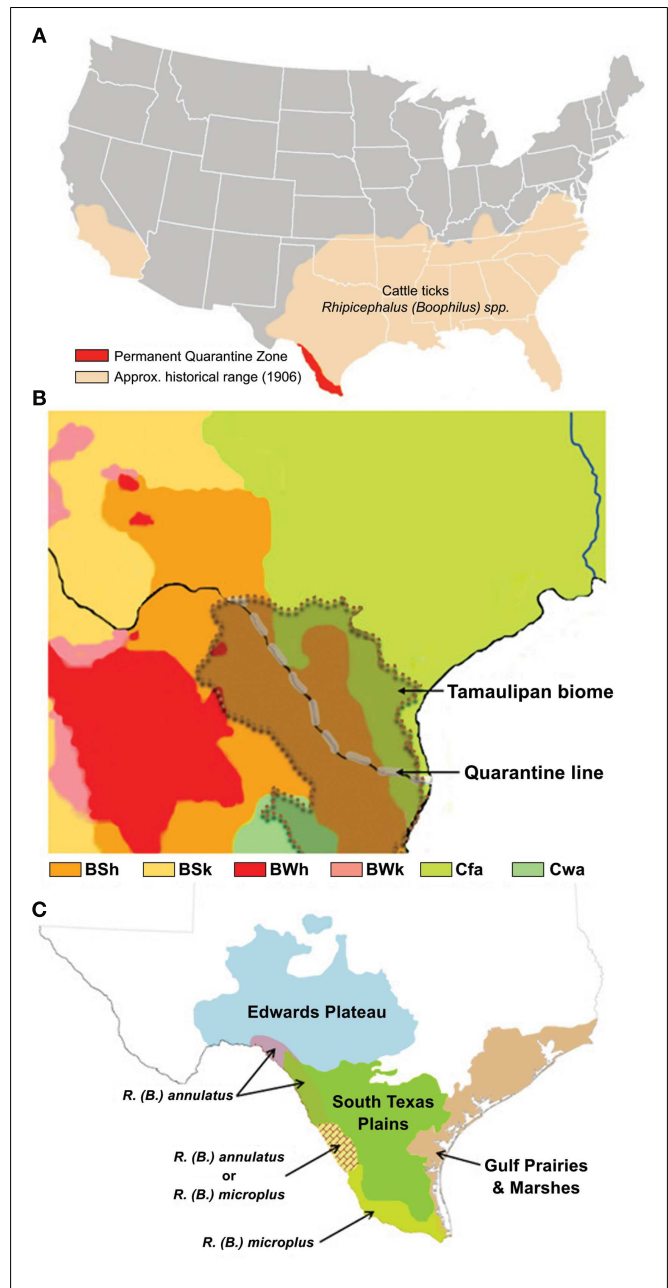 A
Cattle ticks
Rhipicephalus (Boophilus) spp.
Permanent Quarantine Zone
Approx. historical range (1906)
B
Tamaulipan biome
Quarantine line
BSh BSk BWh BWk Cfa Cwa
C
Edwards Plateau
R. (B.) annulatus
South Texas
Plains
R. (B.) annulatus
or
R. (B.) microplus
Gulf Prairies
& Marshes
R. (B.) microplus